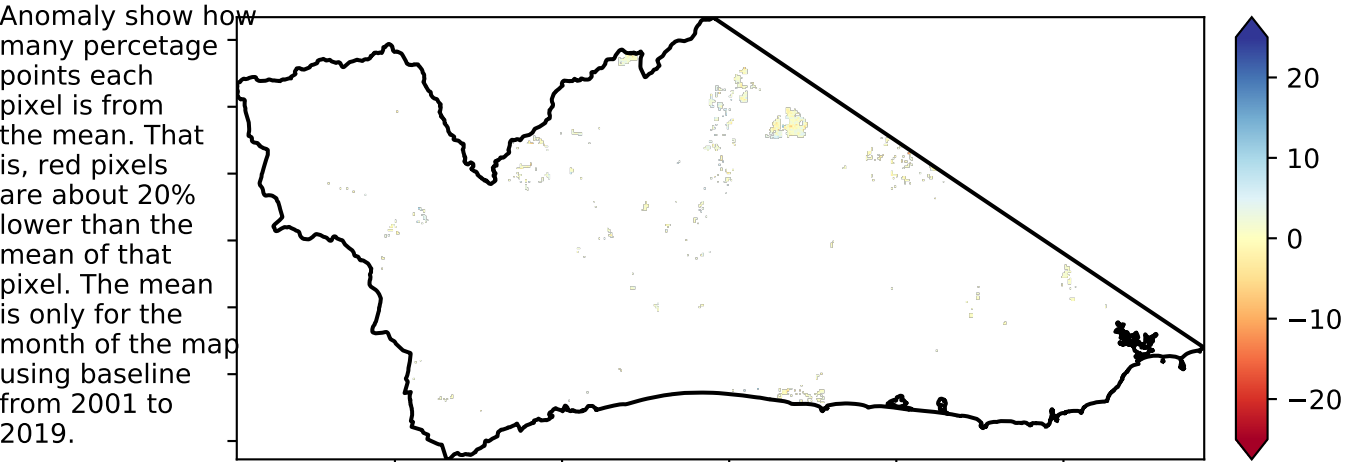 Anomaly show how
many percetage
points each
pixel is from
the mean. That
is, red pixels
are about 20%
lower than the
mean of that
pixel. The mean
is only for the
month of the map
using baseline
from 2001 to
2019.
20
10
0
−10
−20